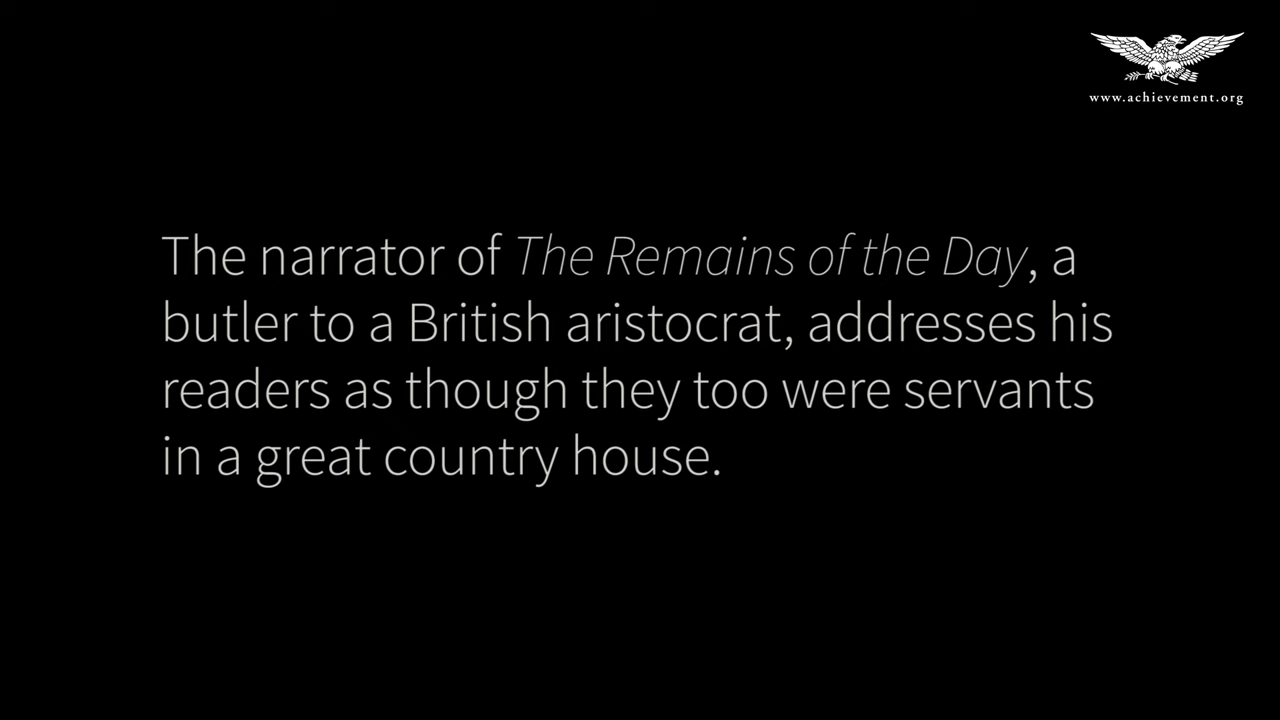 www.achievement.org
The narrator of The Remains of the Day, a
butler to a British aristocrat, addresses his
readers as though they too were servants
in a great country house.